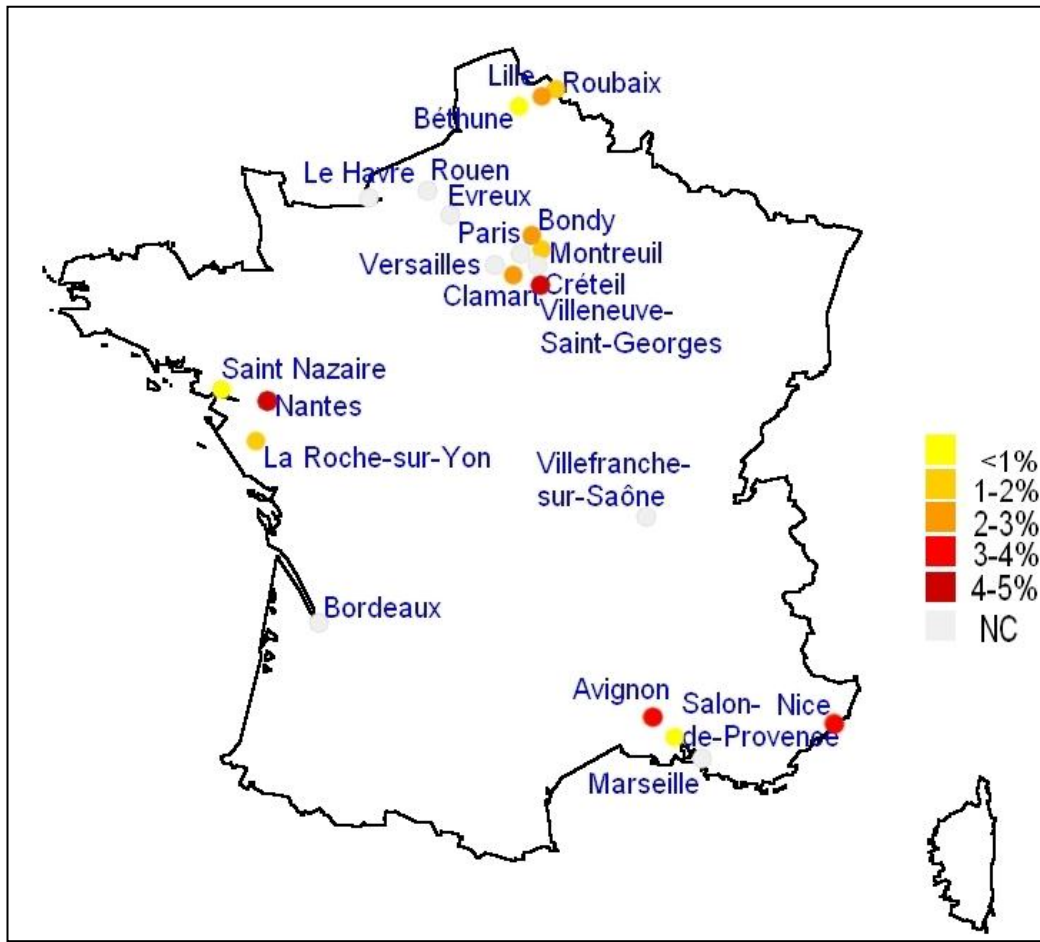 Lille
Roubaix
Béthune
Le Havre
Rouen
Evreux
Paris
Bondy
Montreuil
Versailles
Créteil
Clamart
Villeneuve-
Saint-Georges
Saint Nazaire
Nantes
La Roche-sur-Yon
Villefranche-
sur-Saône
<1%
1-2%
2-3%
3-4%
4-5%
NC
Bordeaux
Avignon
Salon-
de-Provence
Nice
Marseille